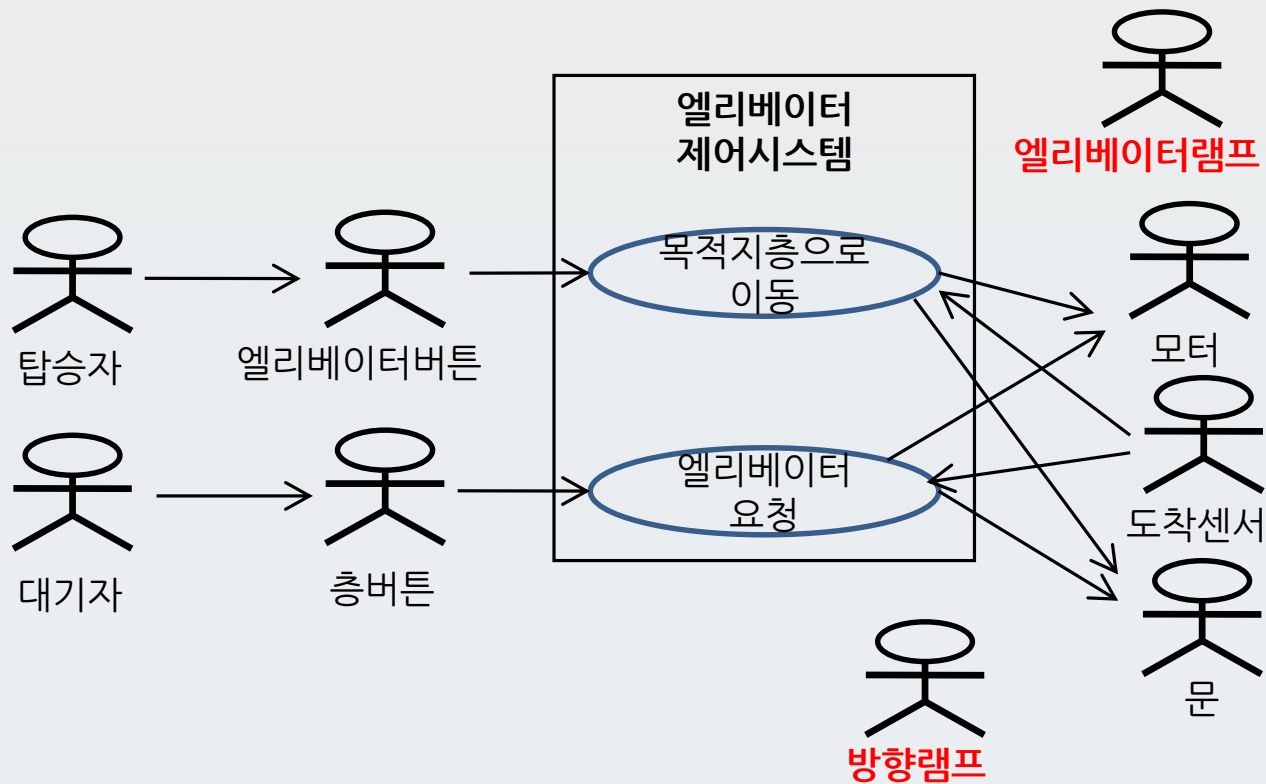 엘리베이터
제어시스템
엘리베이터램프
목적지층으로
이동
탑승자
엘리베이터버튼
모터
엘리베이터
요청
도착센서
대기자
층버튼
문
방향램프